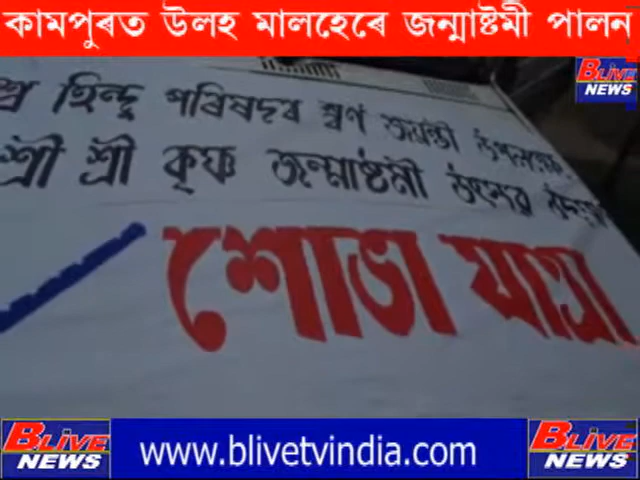 কামপুৰত উলহ মালহেৰে জন্মাষ্টমী পালন
BLIVE
NEWS
হিন্দু পৰিষদৰ স্বৰ্ণ জয়ন্তী
শ্ৰী শ্ৰী কৃষ্ণ জন্মাষ্টমী উৎসৱৰ
শোভা যাত্ৰা
BLIVE
NEWS
www.blivetvindia.com
BLIVE
NEWS